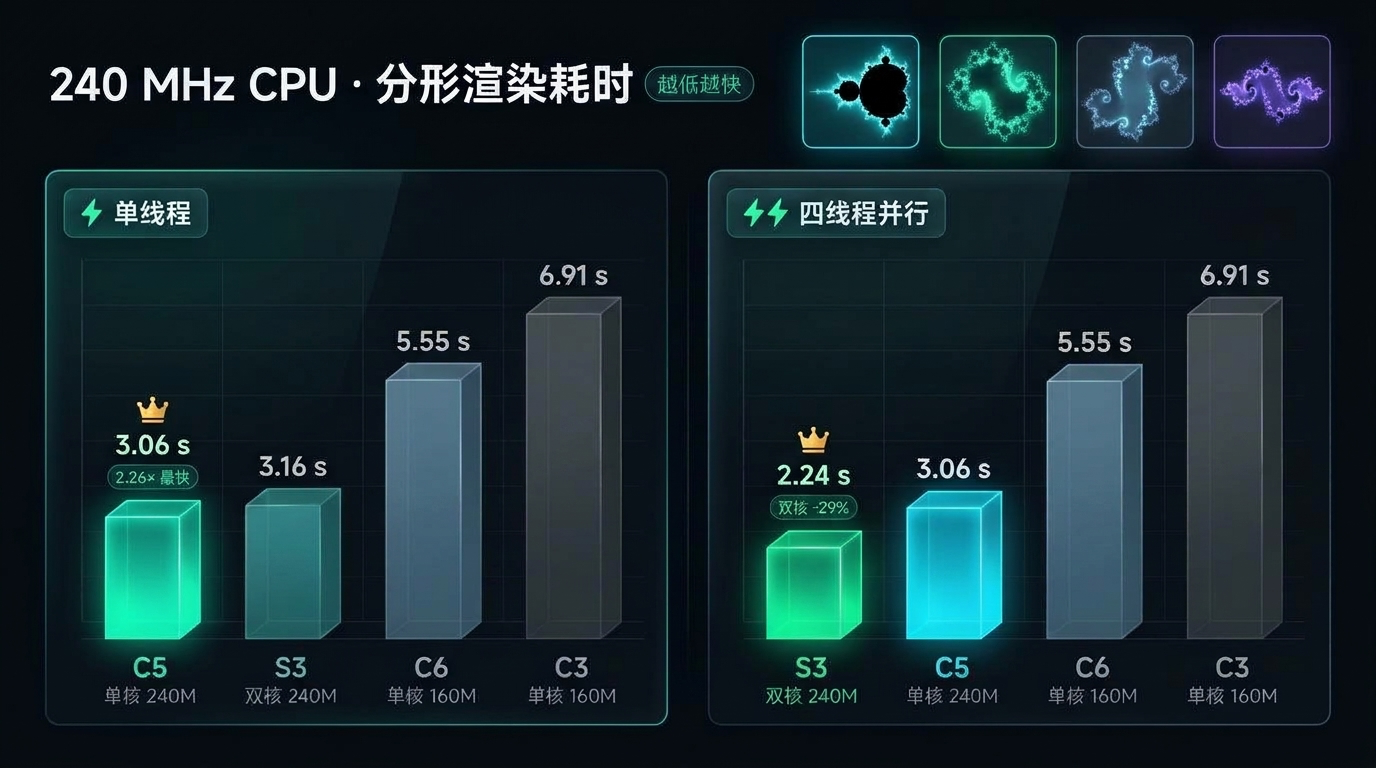 240 MHz CPU · 分形渲染耗时
越低越快
单线程
3.06 s
2.26× 最快
3.16 s
5.55 s
6.91 s
C5
单核 240M
S3
双核 240M
C6
单核 160M
C3
单核 160M
四线程并行
2.24 s
双核 -29%
3.06 s
5.55 s
6.91 s
S3
双核 240M
C5
单核 240M
C6
单核 160M
C3
单核 160M